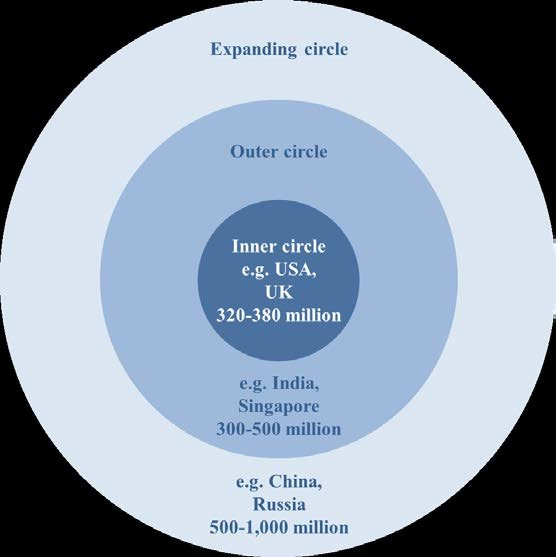 Expanding circle
Outer circle
Inner circle
e.g. USA,
UK
320-380 million
e.g. India,
Singapore
300-500 million
e.g. China,
Russia
500-1,000 million